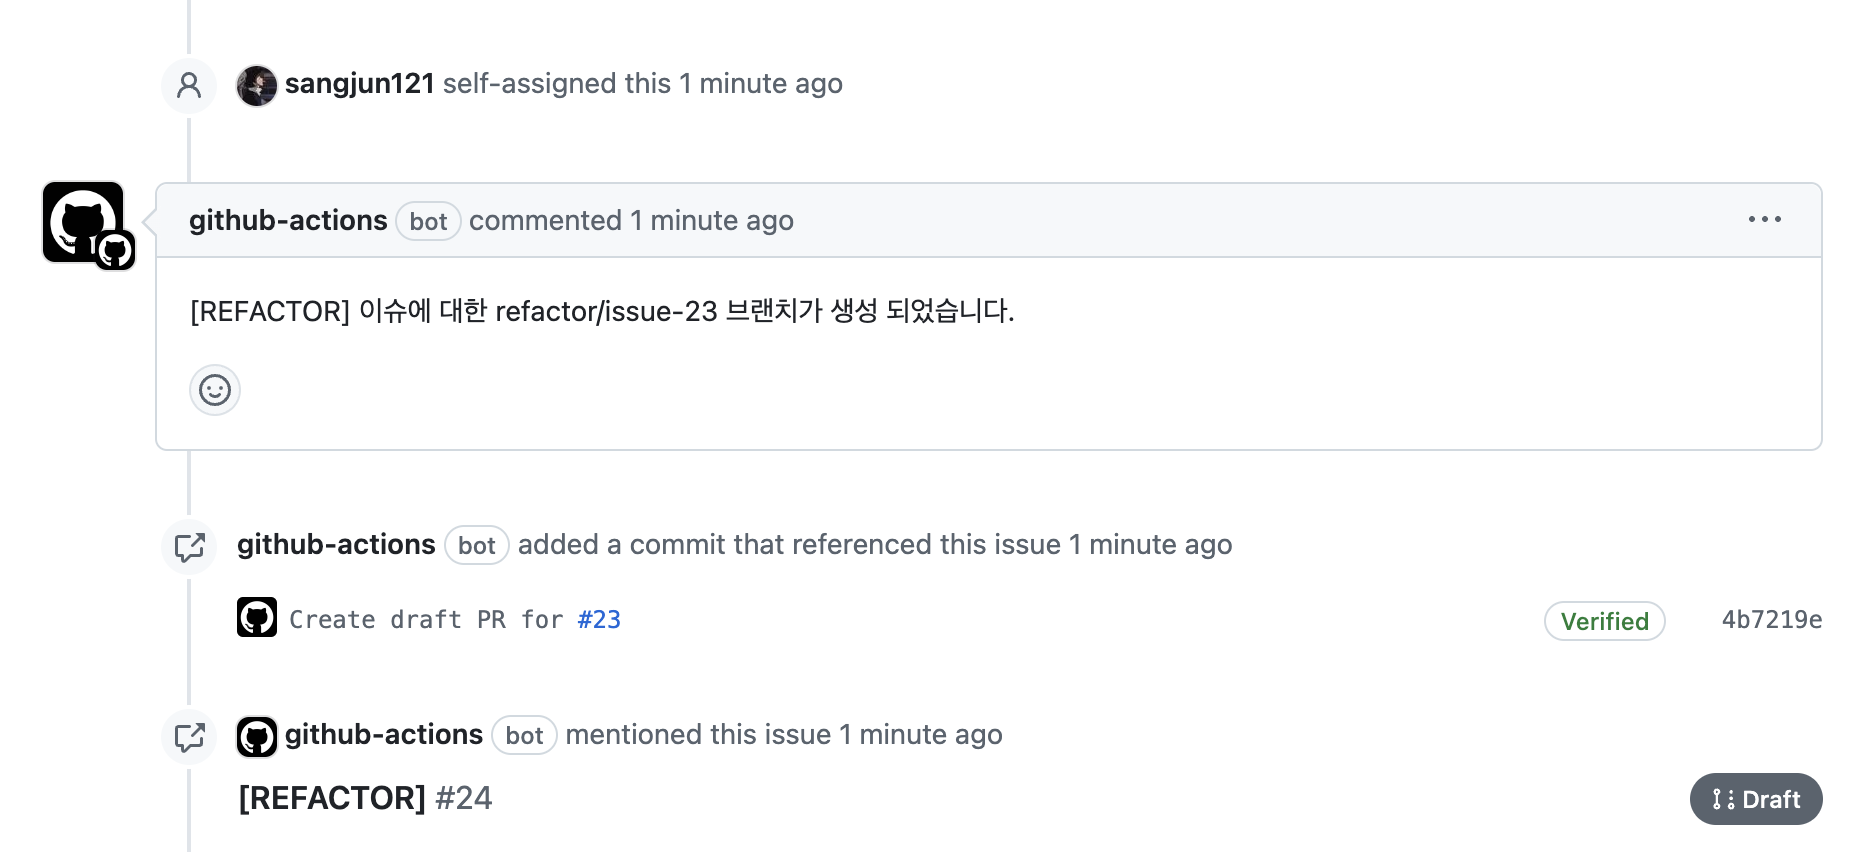 sangjun121 self-assigned this 1 minute ago
github-actions bot commented 1 minute ago
[REFACTOR] 이슈에 대한 refactor/issue-23 브랜치가 생성 되었습니다.
github-actions bot added a commit that referenced this issue 1 minute ago
Create draft PR for #23 Verified 4b7219e
github-actions bot mentioned this issue 1 minute ago
[REFACTOR] #24 Draft